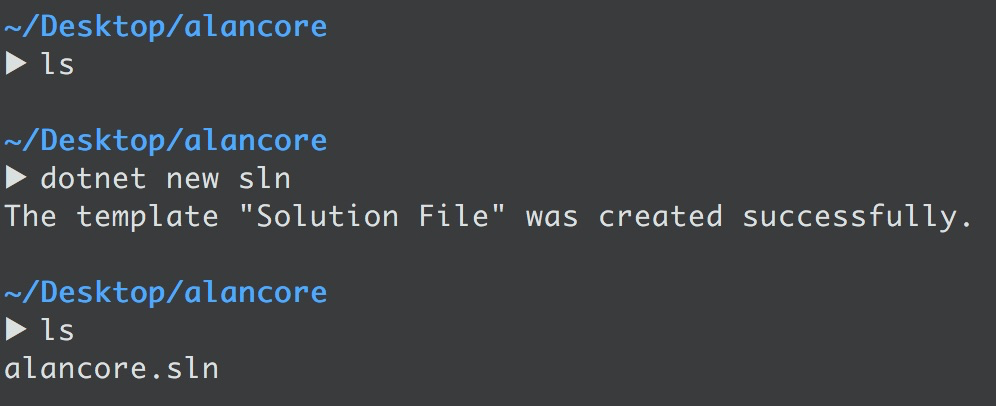 ~/Desktop/alancore
▶ ls
~/Desktop/alancore
▶ dotnet new sln
The template "Solution File" was created successfully.
~/Desktop/alancore
▶ ls
alancore.sln